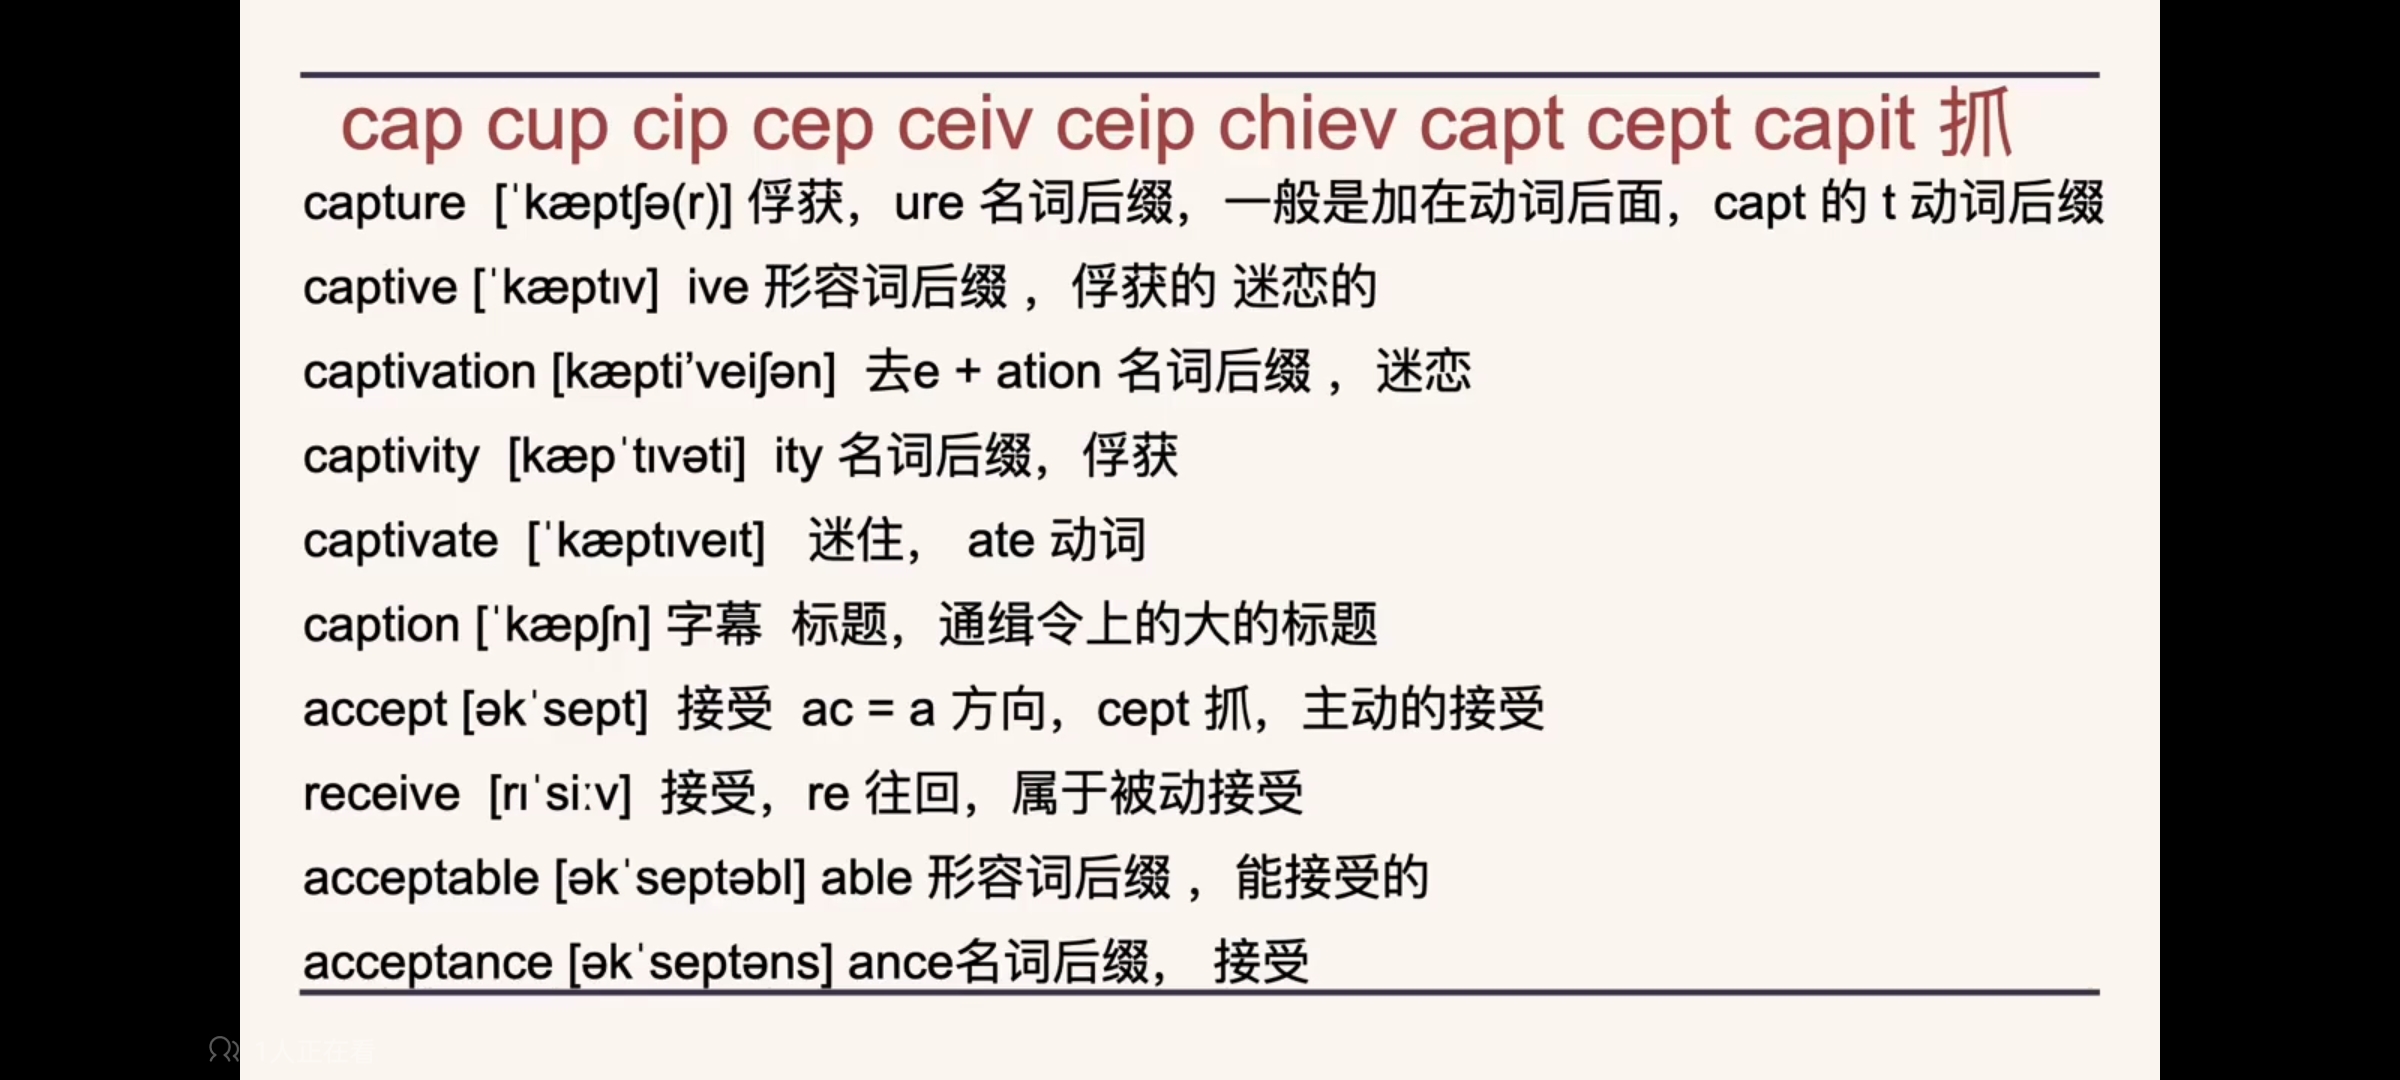 cap cup cip cep ceiv ceip chiev capt cept capit 抓
capture [ˈkæptʃə(r)] 俘获，ure 名词后缀，一般是加在动词后面，capt 的 t 动词后缀
captive [ˈkæptɪv] ive 形容词后缀 ，俘获的 迷恋的
captivation [kæpti’veiʃən] 去e + ation 名词后缀 ，迷恋
captivity [kæpˈtɪvəti] ity 名词后缀，俘获
captivate [ˈkæptɪveɪt] 迷住， ate 动词
caption [ˈkæpʃn] 字幕 标题，通缉令上的大的标题
accept [əkˈsept] 接受 ac = a 方向，cept 抓，主动的接受
receive [rɪˈsiːv] 接受，re 往回，属于被动接受
acceptable [əkˈseptəbl] able 形容词后缀 ，能接受的
acceptance [əkˈseptəns] ance名词后缀， 接受
1人正在看